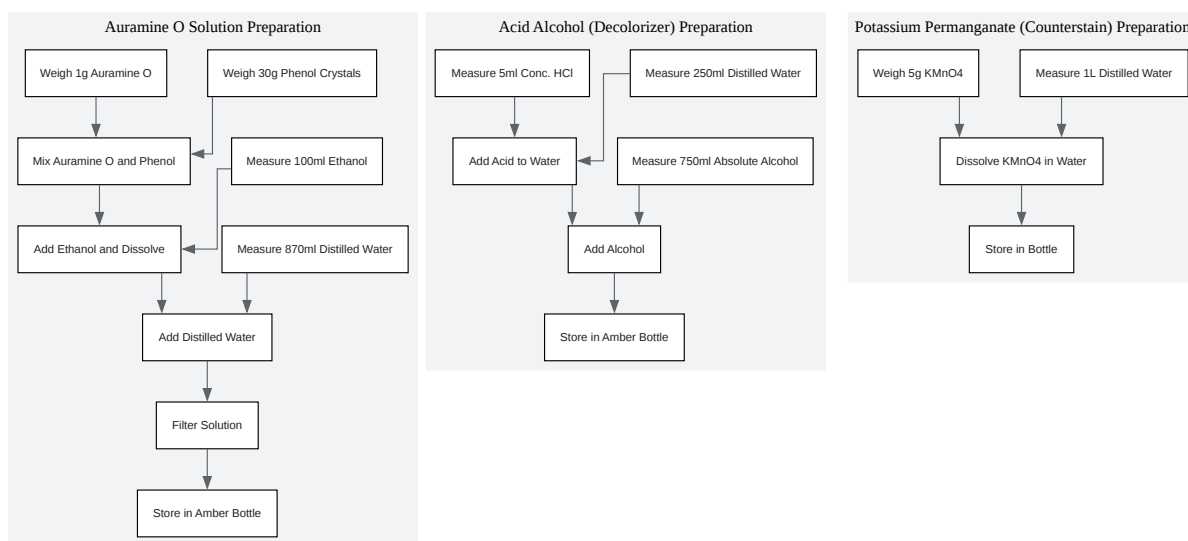 Auramine O Solution Preparation
Weigh 1g Auramine O
Weigh 30g Phenol Crystals
Mix Auramine O and Phenol
Measure 100ml Ethanol
Add Ethanol and Dissolve
Measure 870ml Distilled Water
Add Distilled Water
Filter Solution
Store in Amber Bottle
Acid Alcohol (Decolorizer) Preparation
Measure 5ml Conc. HCl
Measure 250ml Distilled Water
Add Acid to Water
Measure 750ml Absolute Alcohol
Add Alcohol
Store in Amber Bottle
Potassium Permanganate (Counterstain) Preparation
Weigh 5g KMnO4
Measure 1L Distilled Water
Dissolve KMnO4 in Water
Store in Bottle